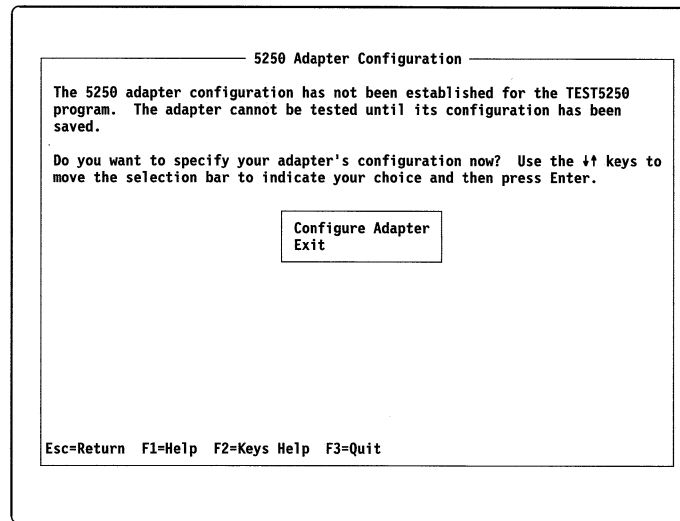 5250 Adapter Configuration
The 5250 adapter configuration has not been established for the TEST5250
program.  The adapter cannot be tested until its configuration has been
saved.
Do you want to specify your adapter's configuration now?  Use the ↓↑ keys to
move the selection bar to indicate your choice and then press Enter.
Configure Adapter
Exit
Esc=Return  F1=Help  F2=Keys Help  F3=Quit